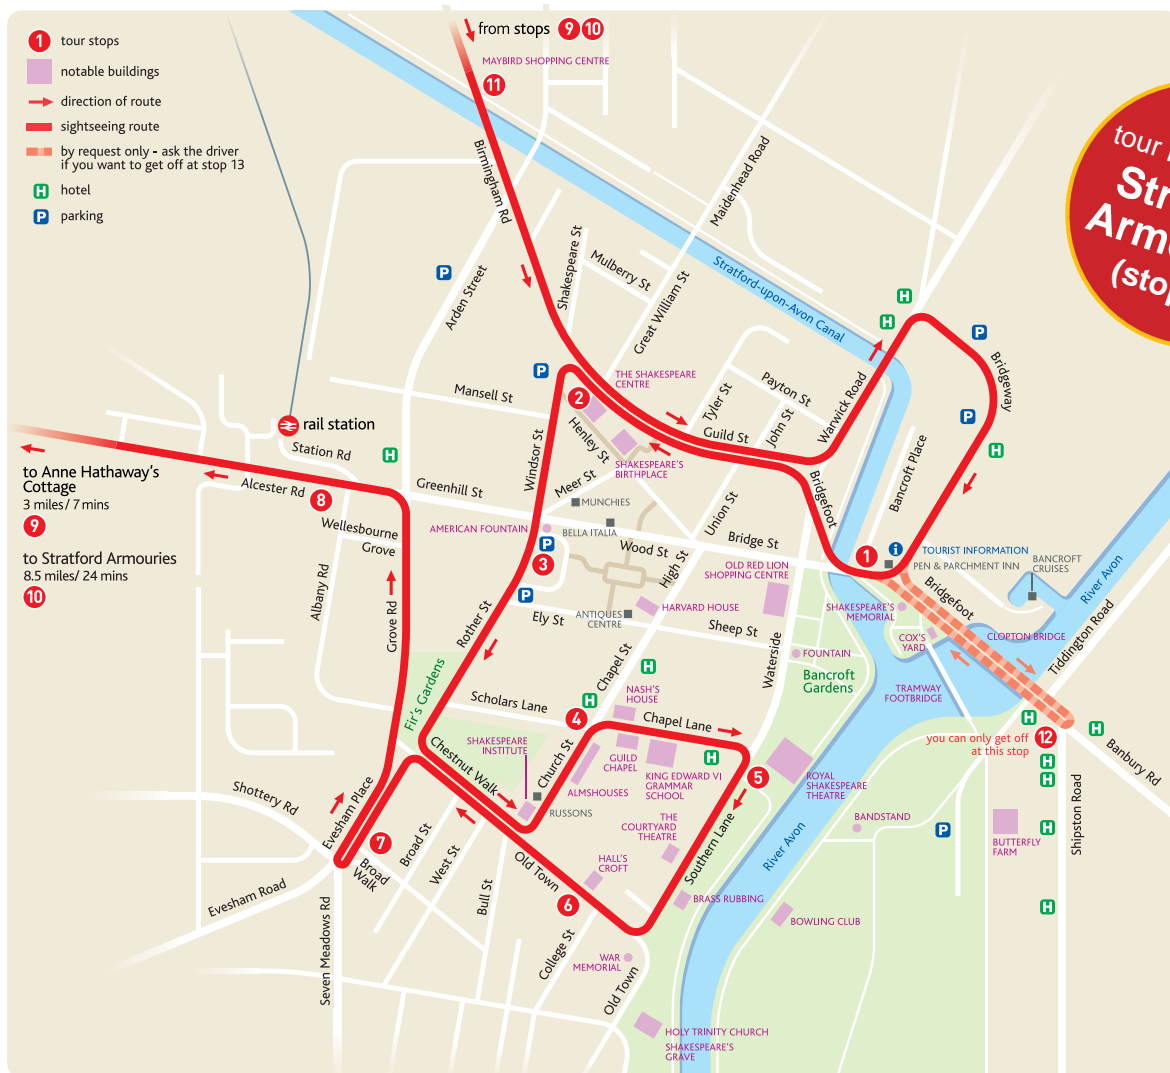 1 tour stops
notable buildings
direction of route
sightseeing route
by request only - ask the driver
if you want to get off at stop 13
H hotel
P parking
from stops 9 10
MAYBIRD SHOPPING CENTRE
11
tour
(stop
Birmingham Rd
Maidenhead Road
Shakespeare St
Mulberry St
Great William St
Stratford-upon-Avon Canal
Arden Street
P
H
H
P
Bridgeway
P
H
P
THE SHAKESPEARE
CENTRE
2
Mansell St
Tyler St
Payton St
John St
Warwick Road
Guild St
Henley St
SHAKESPEARE'S
BIRTHPLACE
Windsor St
Meer St
MUNCHIES
BELLA ITALIA
AMERICAN FOUNTAIN
P
3
rail station
Station Rd
H
Greenhill St
to Anne Hathaway's
Cottage
3 miles/ 7 mins
9
Alcester Rd
8
Wellesbourne
Grove
to Stratford Armouries
8.5 miles/ 24 mins
10
Albany Rd
Grove Rd
Bridgefoot
Bancroft Place
Union St
Bridge St
Wood St
High St
1
i
TOURIST INFORMATION
PEN & PARCHMENT INN
BANCROFT
CRUISES
River Avon
Bridgefoot
OLD RED LION
SHOPPING CENTRE
HARVARD HOUSE
SHAKESPEARE'S
MEMORIAL
COX'S
YARD
CLOPTON BRIDGE
Tiddington Road
P
Ely St
ANTIQUES
CENTRE
Sheep St
Rother St
Chapel St
Waterside
FOUNTAIN
Bancroft
Gardens
TRAMWAY
FOOTBRIDGE
H
H
NASH'S
HOUSE
Fir's Gardens
Scholars Lane
4
Chapel Lane
H
12
H
you can only get off
at this stop
Banbury Rd
H
H
SHAKESPEARE
INSTITUTE
Chestnut Walk
Church St
GUILD
CHAPEL
H
5
KING EDWARD VI
GRAMMAR
SCHOOL
ALMSHOUSES
ROYAL
SHAKESPEARE
THEATRE
RUSSONS
THE
COURTYARD
THEATRE
Southern Lane
BANDSTAND
P
BUTTERFLY
FARM
Shipston Road
H
Shottery Rd
Evesham Place
7
Broad
Walk
Broad St
West St
Bull St
Old Town
HALL'S
CROFT
6
River Avon
BRASS RUBBING
BOWLING CLUB
H
Evesham Road
Seven Meadows Rd
College St
WAR
MEMORIAL
Old Town
HOLY TRINITY CHURCH
SHAKESPEARE'S
GRAVE